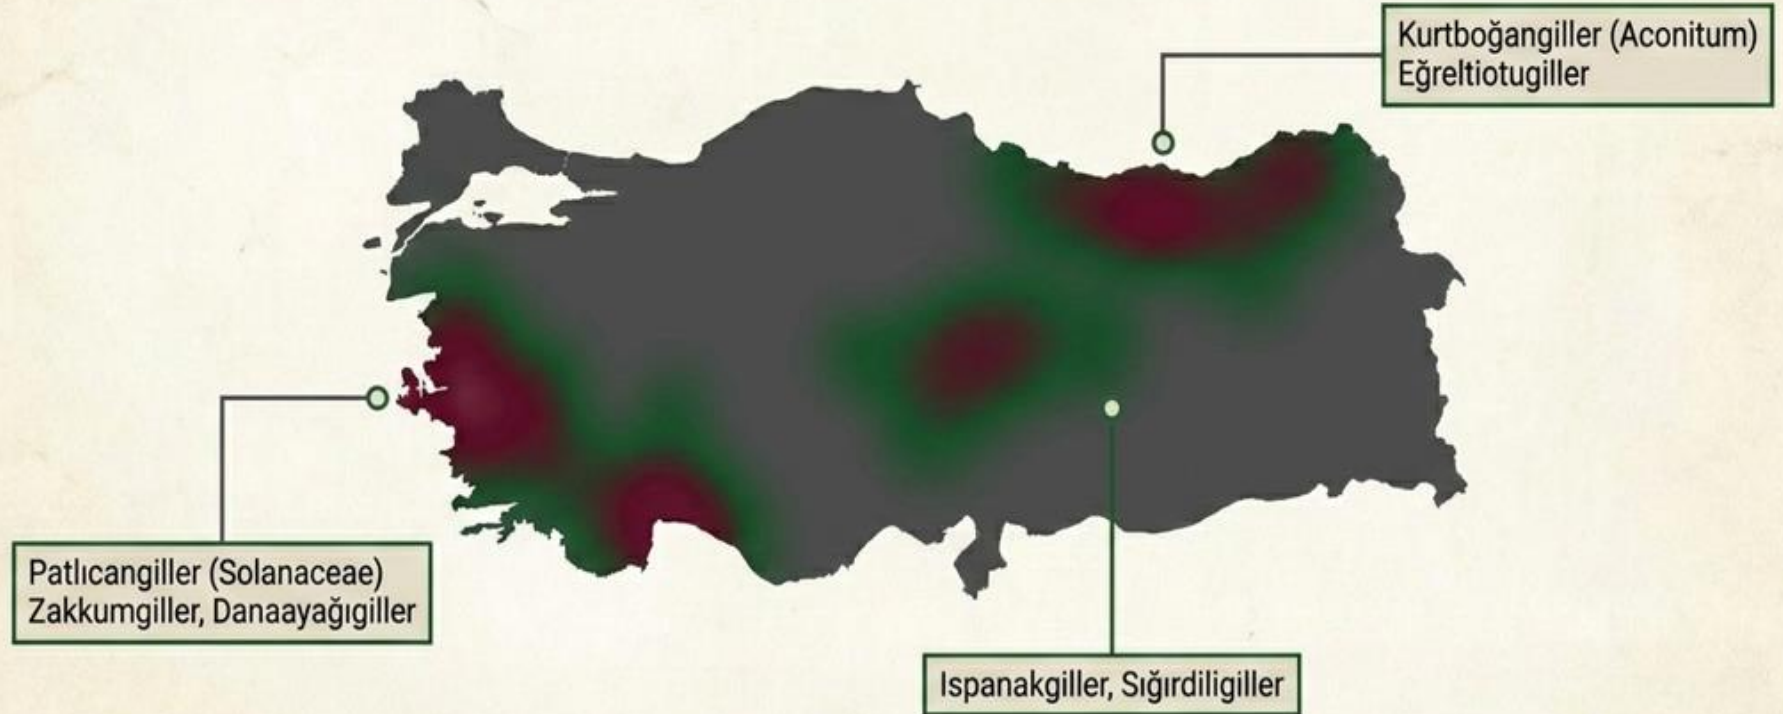 Kurtboğangiller (Aconitum)
Eğreltiotugiller
Patlıcangiller (Solanaceae)
Zakkumgiller, Danaayağıgiller
Ispanakgiller, Sığırdiligiller